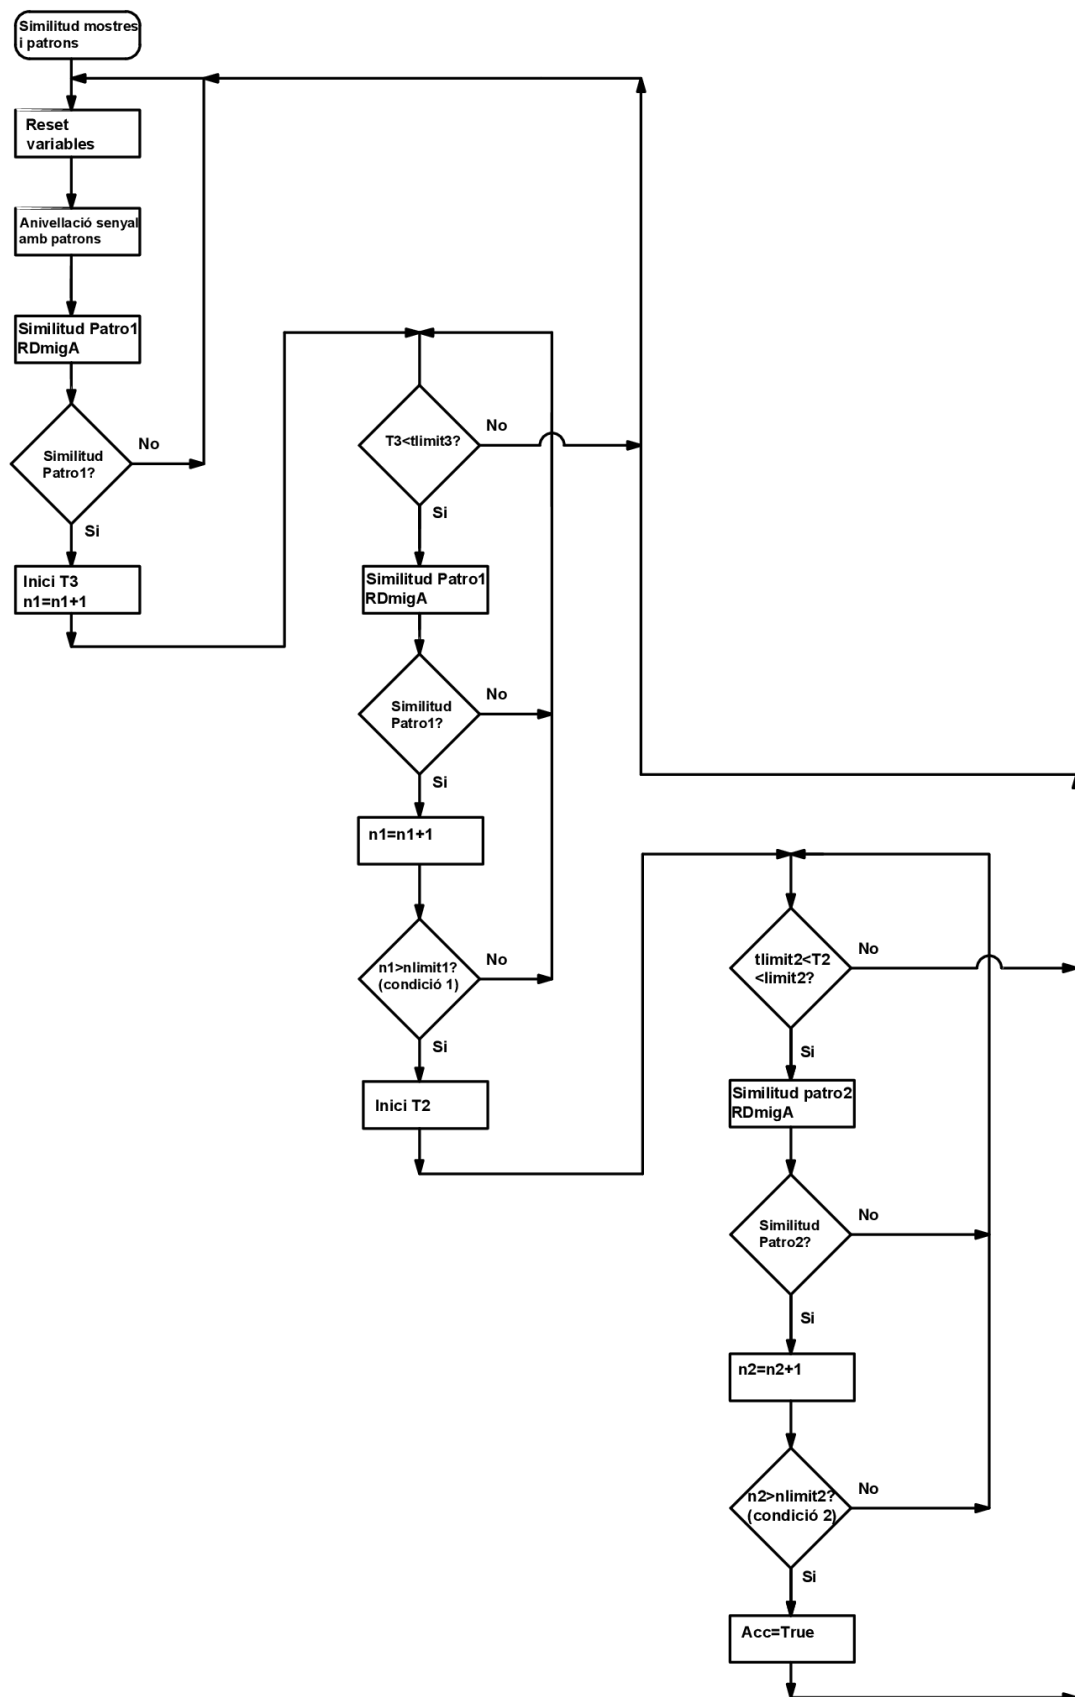 Similitud mostres
i patrons
Reset
variables
Anivellació senyal
amb patrons
Similitud Patro1
RDmigA
Similitud
Patro1?
No
Si
Inici T3
n1=n1+1
T3<tlimit3?
No
Si
Similitud Patro1
RDmigA
Similitud
Patro1?
No
Si
n1=n1+1
n1>nlimit1?
(condició 1)
No
Si
Inici T2
tlimit2<T2
<limit2?
No
Si
Similitud patro2
RDmigA
Similitud
Patro2?
No
Si
n2=n2+1
n2>nlimit2?
(condició 2)
No
Si
Acc=True